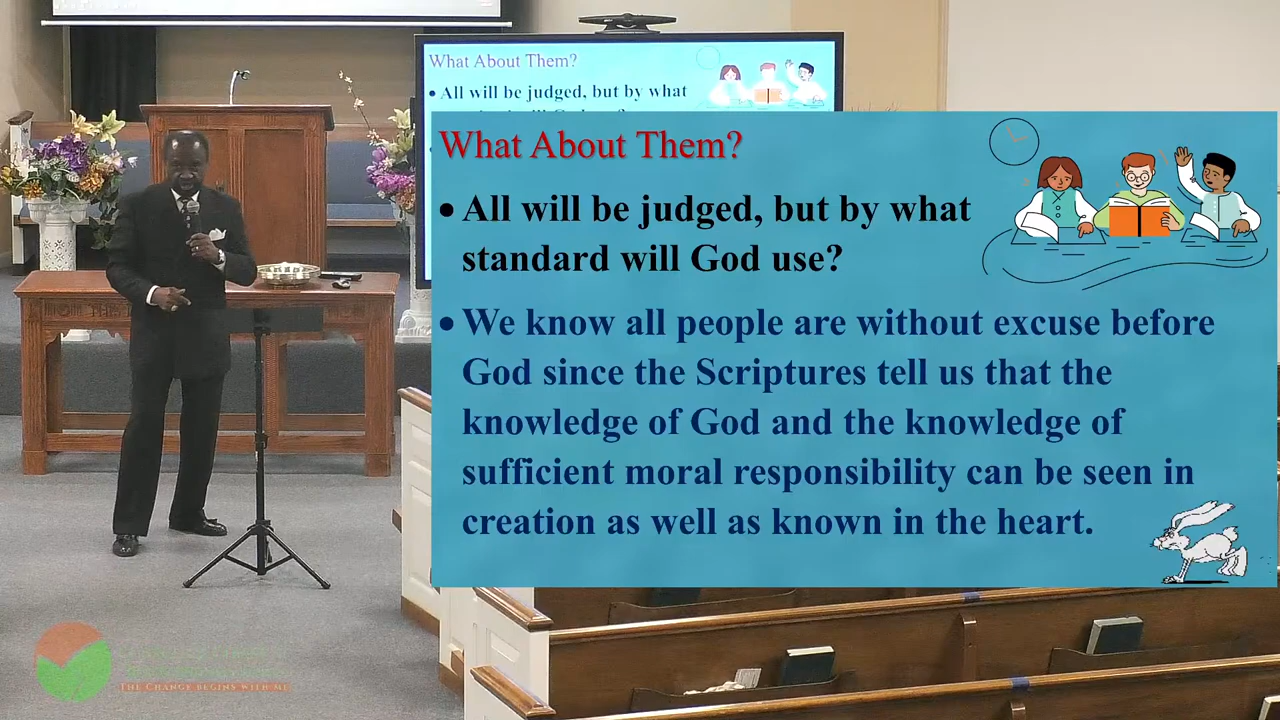 What About Them?
• All will be judged, but by what
What About Them?
• All will be judged, but by what
standard will God use?
• We know all people are without excuse before
God since the Scriptures tell us that the
knowledge of God and the knowledge of
sufficient moral responsibility can be seen in
creation as well as known in the heart.
The Change begins with me